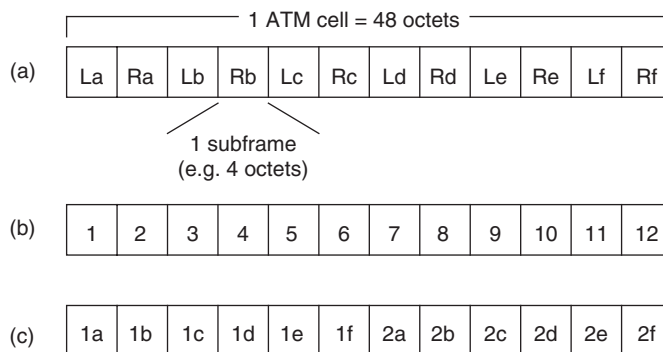 1 ATM cell = 48 octets
(a) La Ra Lb Rb Lc Rc Ld Rd Le Re Lf Rf
1 subframe
(e.g. 4 octets)
(b) 1 2 3 4 5 6 7 8 9 10 11 12
(c) 1a 1b 1c 1d 1e 1f 2a 2b 2c 2d 2e 2f